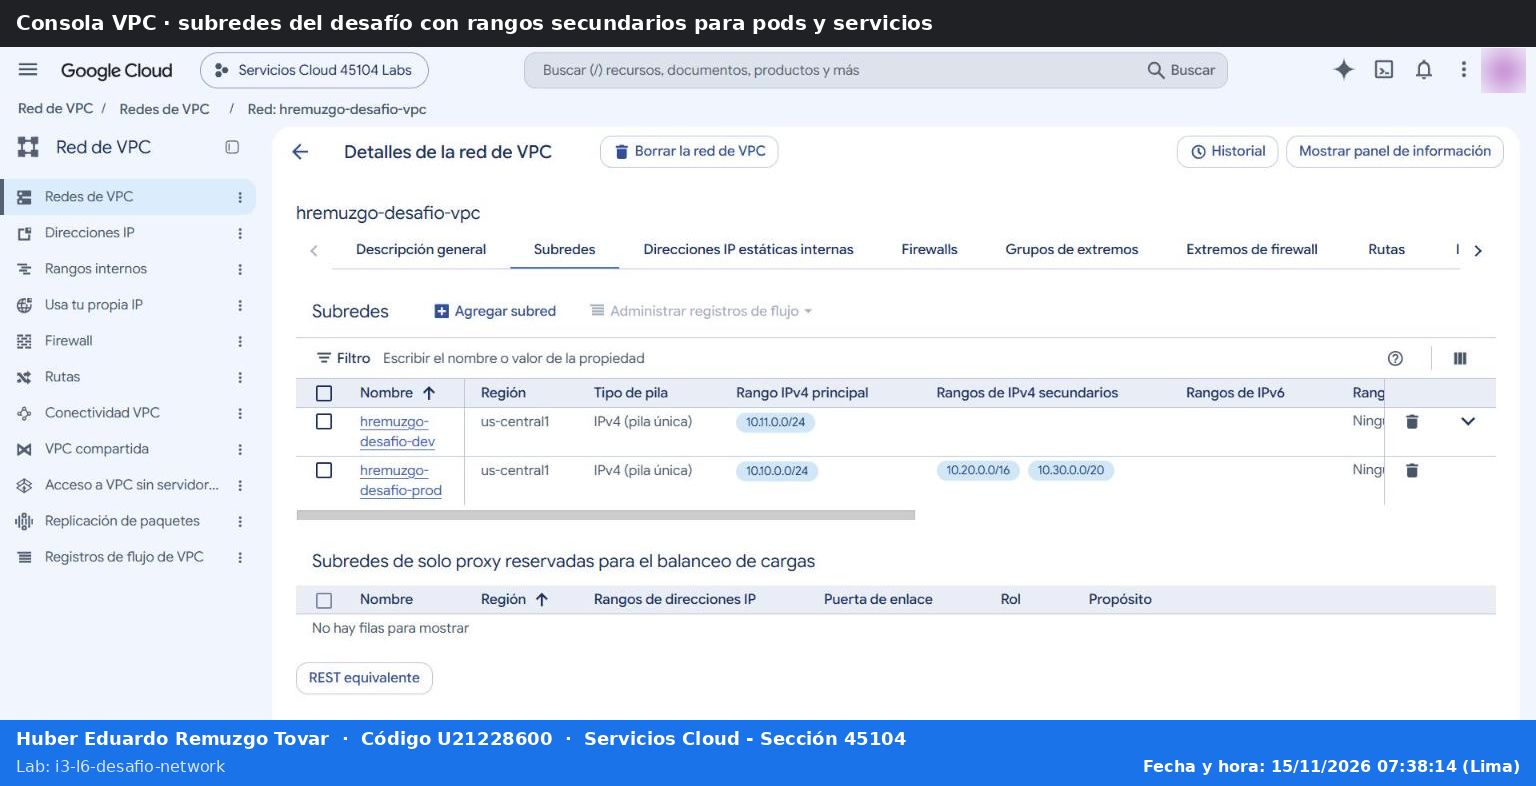 Consola VPC · subredes del desafío con rangos secundarios para pods y servicios
Google Cloud
Servicios Cloud 45104 Labs
Buscar (/) recursos, documentos, productos y más
Buscar
Red de VPC / Redes de VPC / Red: hremuzgo-desafio-vpc
Red de VPC
Redes de VPC
Direcciones IP
Rangos internos
Usa tu propia IP
Firewall
Rutas
Conectividad VPC
VPC compartida
Acceso a VPC sin servidor...
Replicación de paquetes
Registros de flujo de VPC
Detalles de la red de VPC
Borrar la red de VPC
Historial
Mostrar panel de información
hremuzgo-desafio-vpc
Descripción general Subredes Direcciones IP estáticas internas Firewalls Grupos de extremos Extremos de firewall Rutas
Subredes
Agregar subred
Administrar registros de flujo
Filtro Escribir el nombre o valor de la propiedad
Nombre Región Tipo de pila Rango IPv4 principal Rangos de IPv4 secundarios Rangos de IPv6 Rang
hremuzgo- us-central1 IPv4 (pila única) 10.11.0.0/24 Ningu
desafio-dev
hremuzgo- us-central1 IPv4 (pila única) 10.10.0.0/24 10.20.0.0/16 10.30.0.0/20 Ningu
desafio-prod
Subredes de solo proxy reservadas para el balanceo de cargas
Nombre Región Rangos de direcciones IP Puerta de enlace Rol Propósito
No hay filas para mostrar
REST equivalente
Huber Eduardo Remuzgo Tovar · Código U21228600 · Servicios Cloud - Sección 45104
Lab: i3-l6-desafio-network
Fecha y hora: 15/11/2026 07:38:14 (Lima)